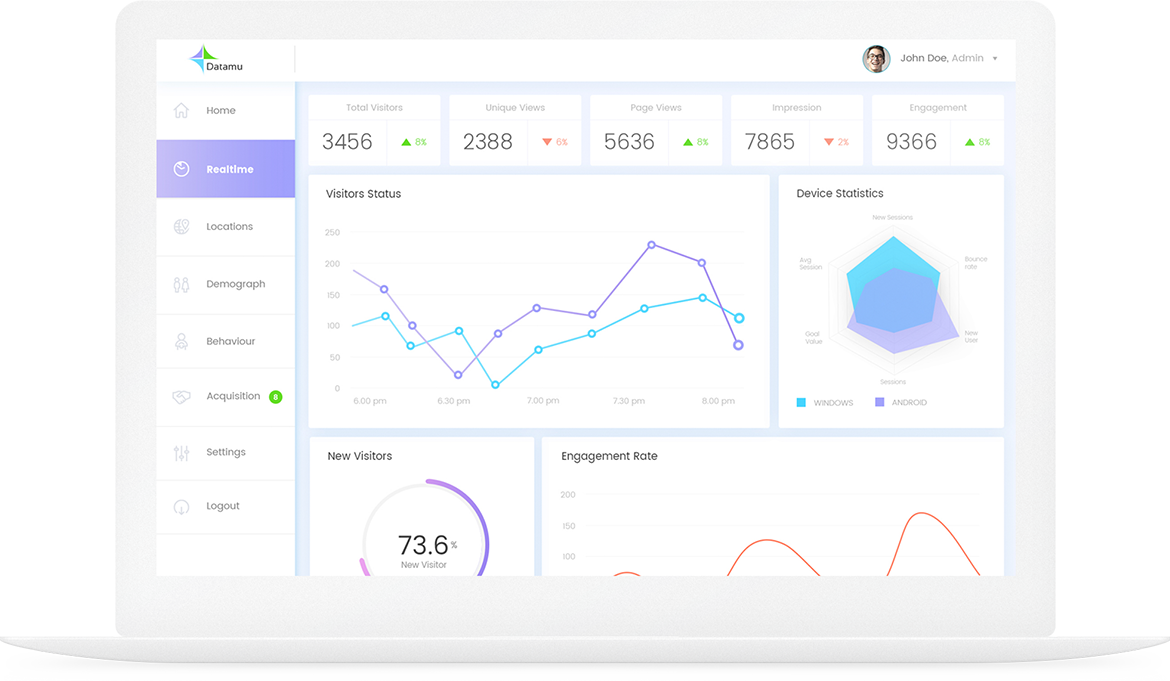 Datamu
John Doe, Admin
Home
Realtime
Locations
Demograph
Behaviour
Acquisition 8
Settings
Logout
Total Visitors
3456 8%
Unique Views
2388 6%
Page Views
5636 8%
Impression
7865 2%
Engagement
9366 8%
Visitors Status
250
200
150
100
50
0
6.00 pm 6.30 pm 7.00 pm 7.30 pm 8.00 pm
Device Statistics
New Sessions
Avg
Session
Bounce
rate
Goal
Value
New
User
Sessions
WINDOWS ANDROID
New Visitors
73.6%
New Visitor
Engagement Rate
200
150
100